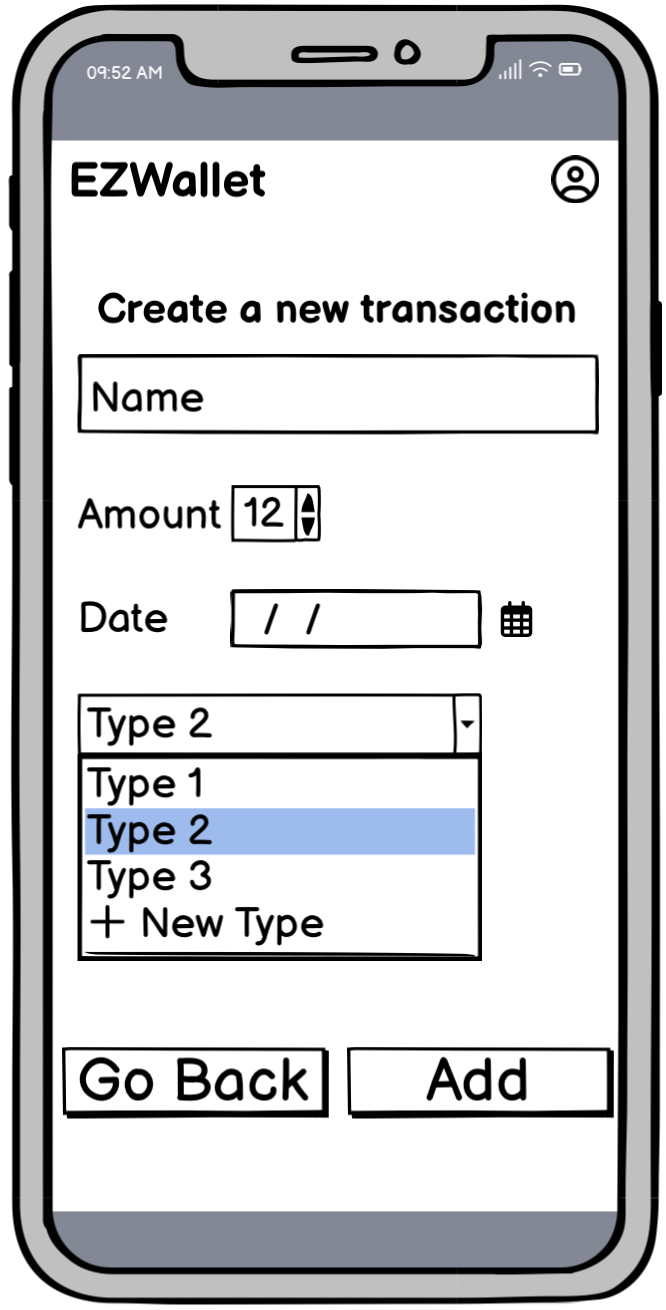 09:52 AM
EZWallet
Create a new transaction
Name
Amount 12
Date / /
Type 2
Type 1
Type 2
Type 3
+ New Type
Go Back Add